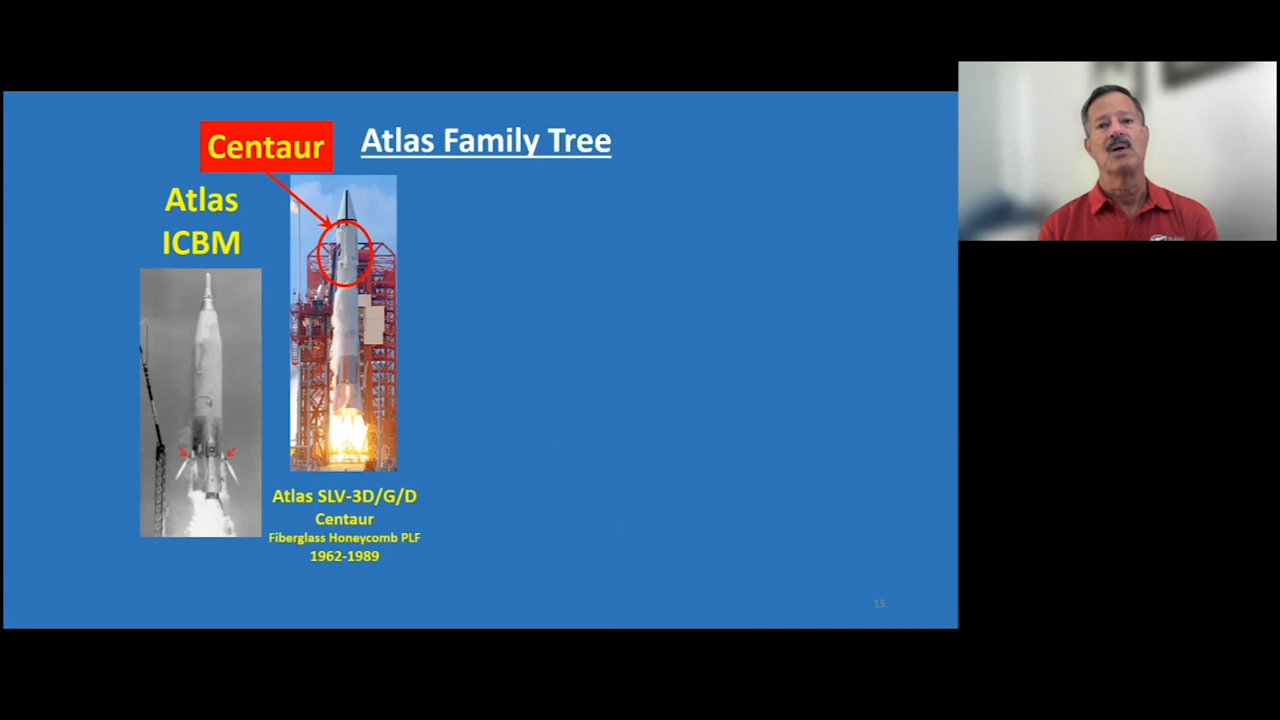 Centaur
Atlas Family Tree
Atlas
ICBM
Atlas SLV-3D/G/D
Centaur
Fiberglass Honeycomb PLF
1962-1989
15